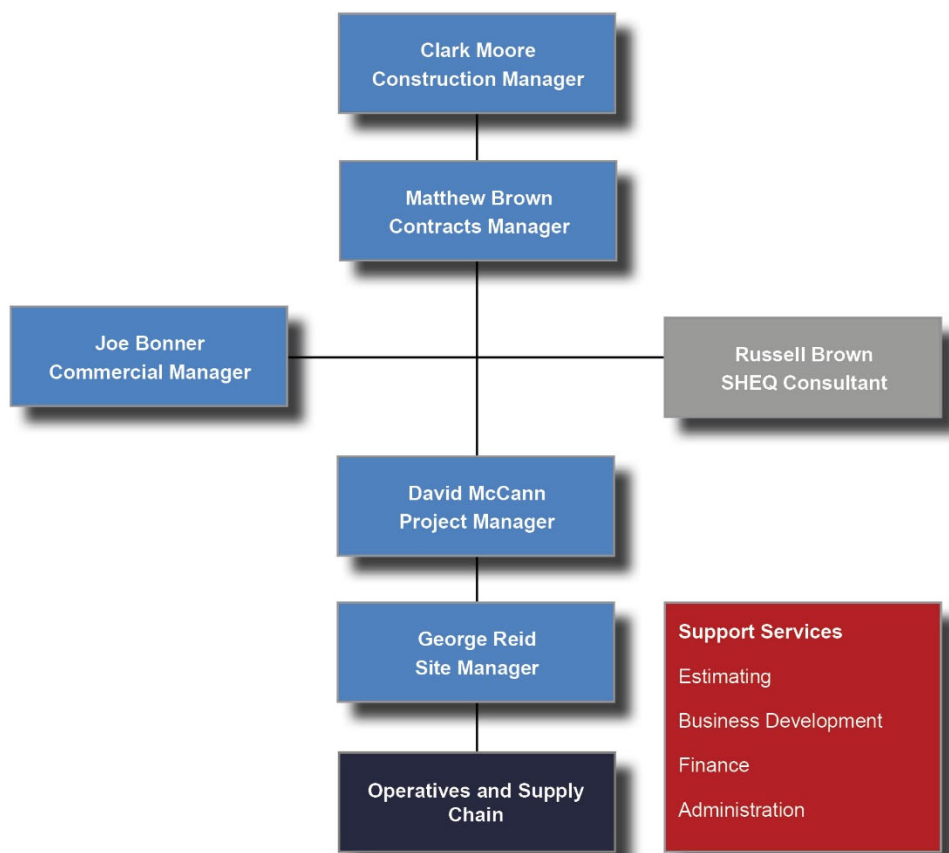 Clark Moore
Construction Manager
Matthew Brown
Contracts Manager
Joe Bonner
Commercial Manager
Russell Brown
SHEQ Consultant
David McCann
Project Manager
George Reid
Site Manager
Support Services
Estimating
Business Development
Finance
Administration
Operatives and Supply
Chain